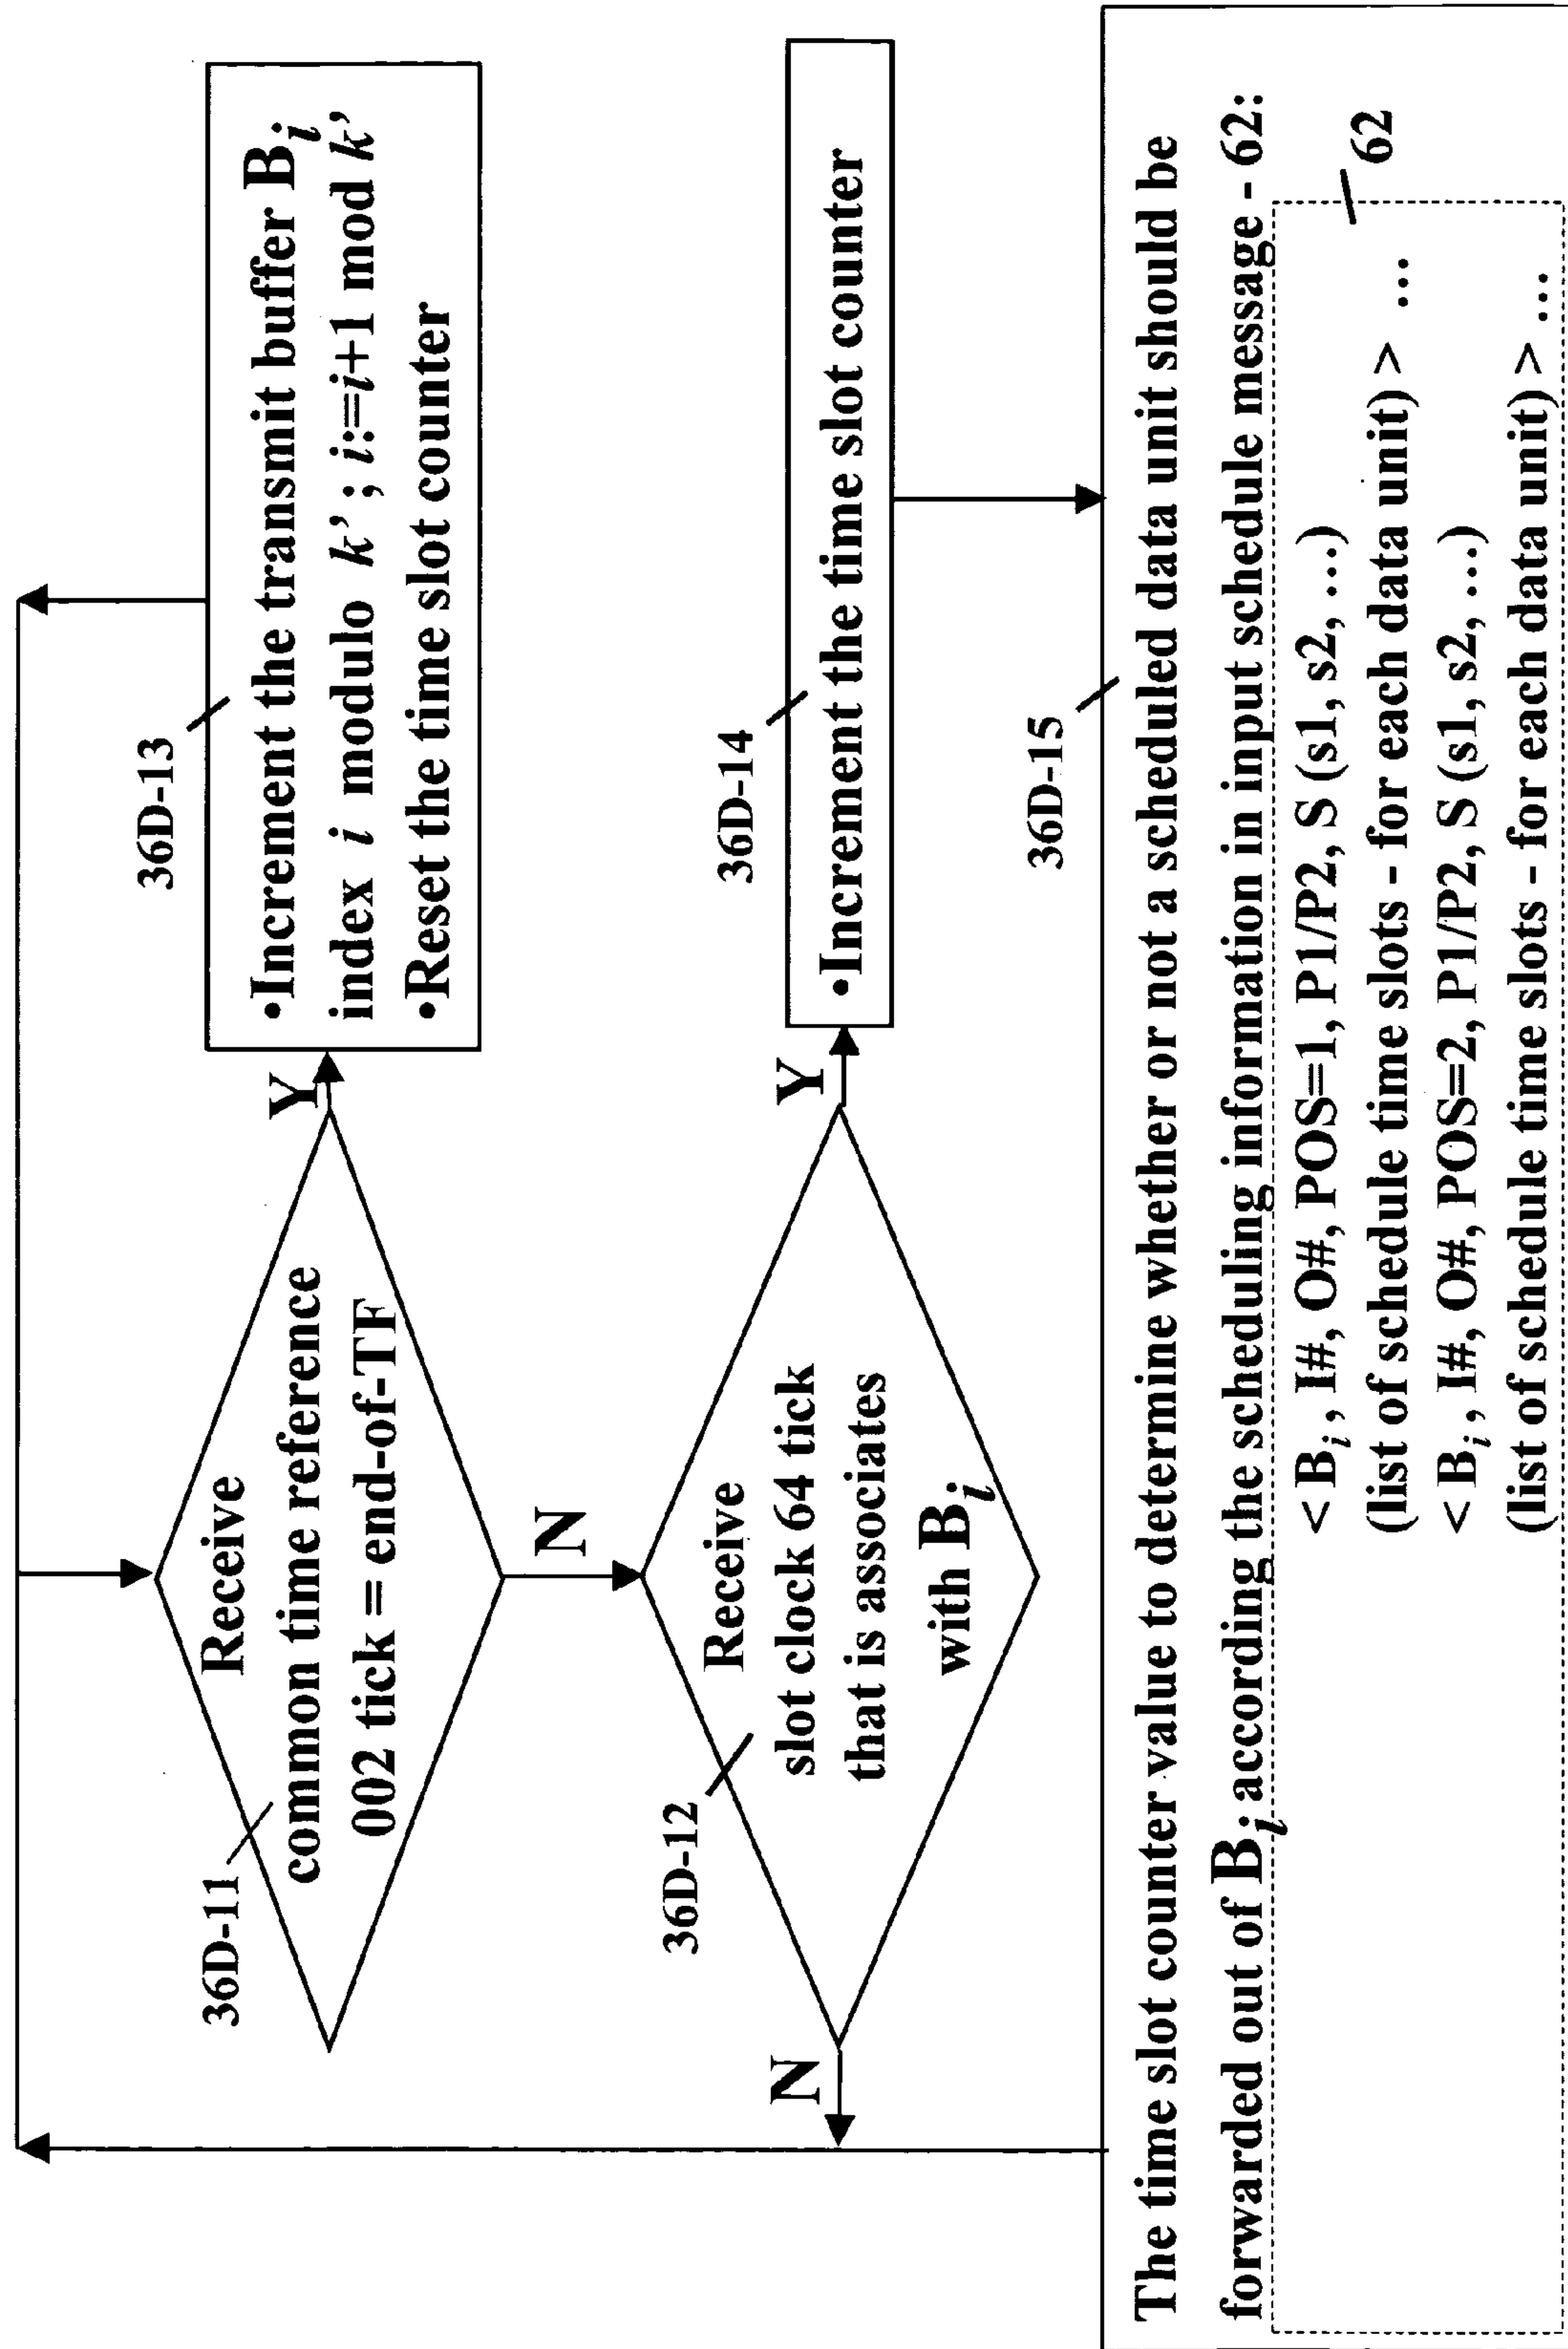 36D-11
Receive
common time reference
002 tick = end-of-TF
Y
36D-13
•Increment the transmit buffer Bi
index i modulo k’; i:=i+1 mod k’
•Reset the time slot counter
N
36D-12
Receive
slot clock 64 tick
that is associates
with Bi
N
Y
36D-14
•Increment the time slot counter
36D-15
The time slot counter value to determine whether or not a scheduled data unit should be
forwarded out of Bi. according the scheduling information in input schedule message - 62:
62
< Bi, I#, O#, POS=1, P1/P2, S (s1, s2, …)
(list of schedule time slots - for each data unit) > …
< Bi, I#, O#, POS=2, P1/P2, S (s1, s2, …)
(list of schedule time slots - for each data unit) > …